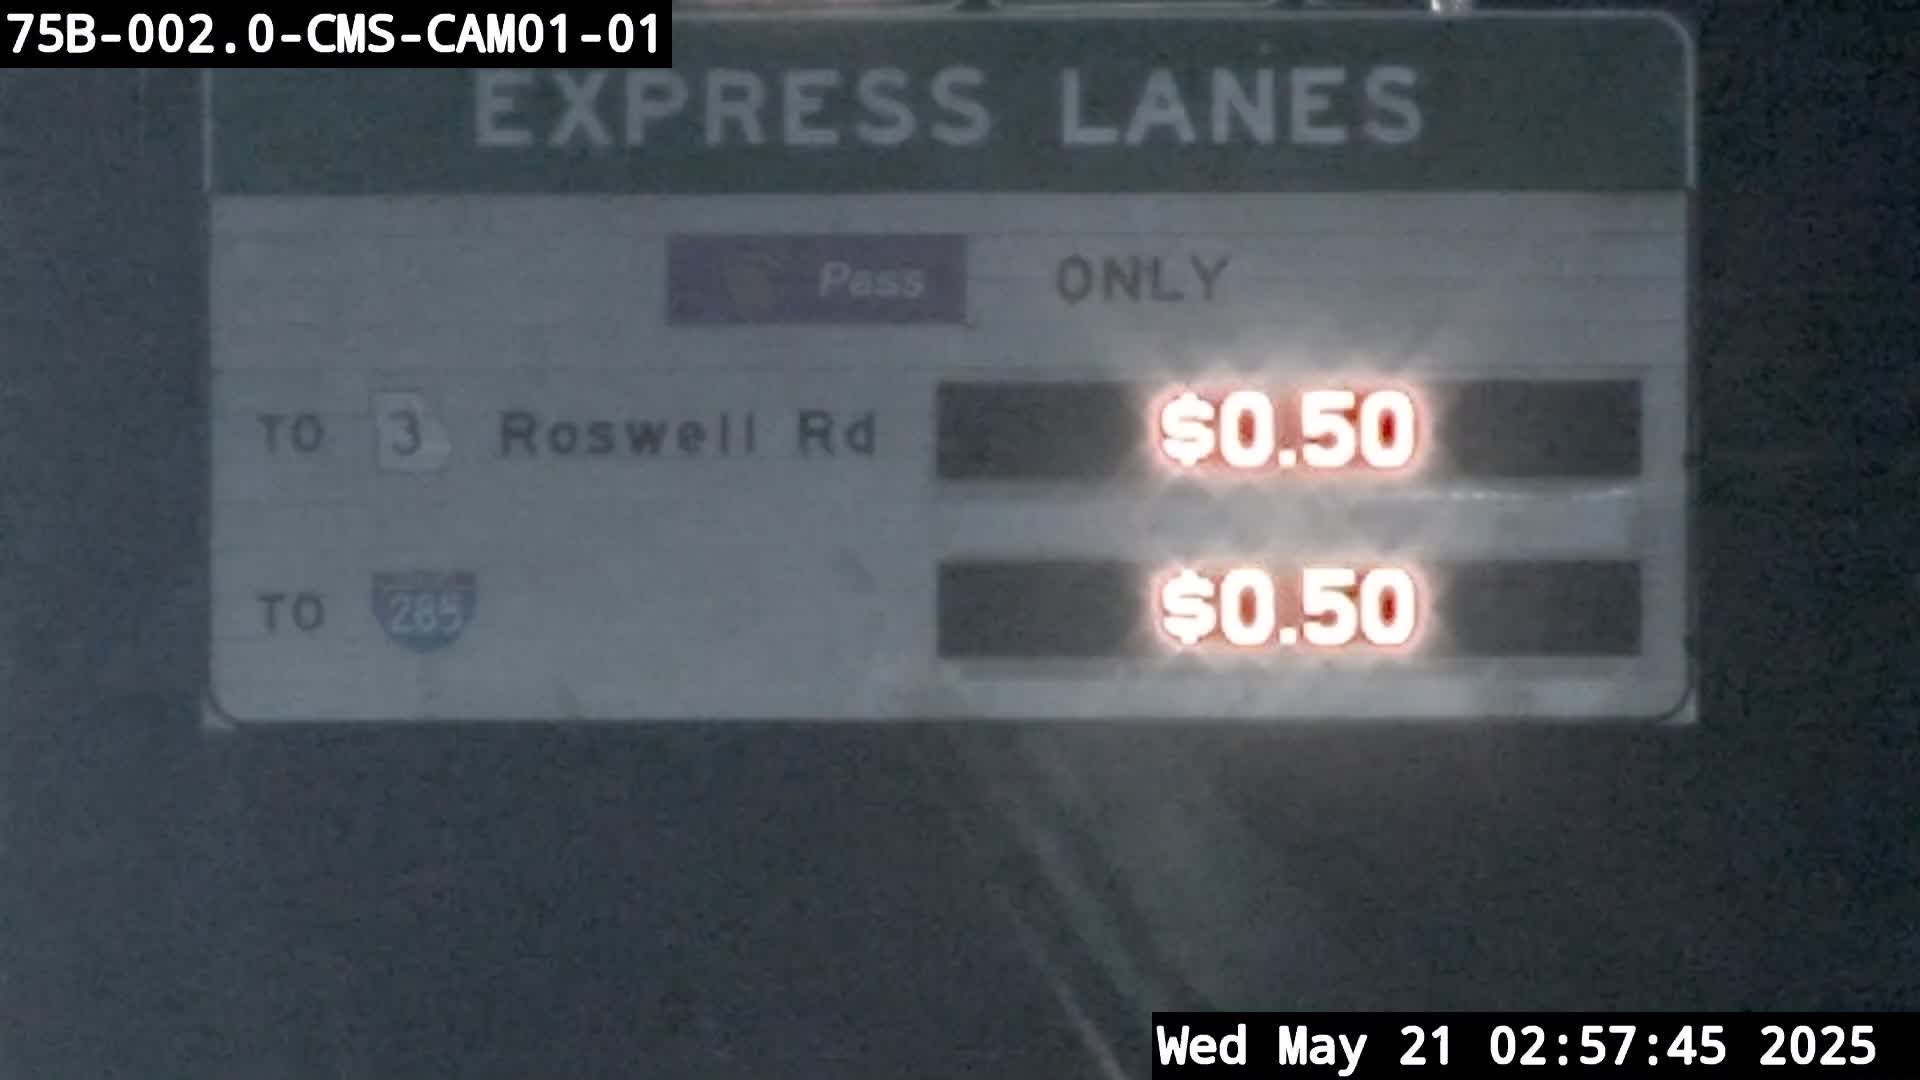 75B-002.0-CMS-CAM01-01
EXPRESS LANES
Pass ONLY
TO 3 Roswell Rd $0.50
TO 285 $0.50
Wed May 21 02:57:45 2025